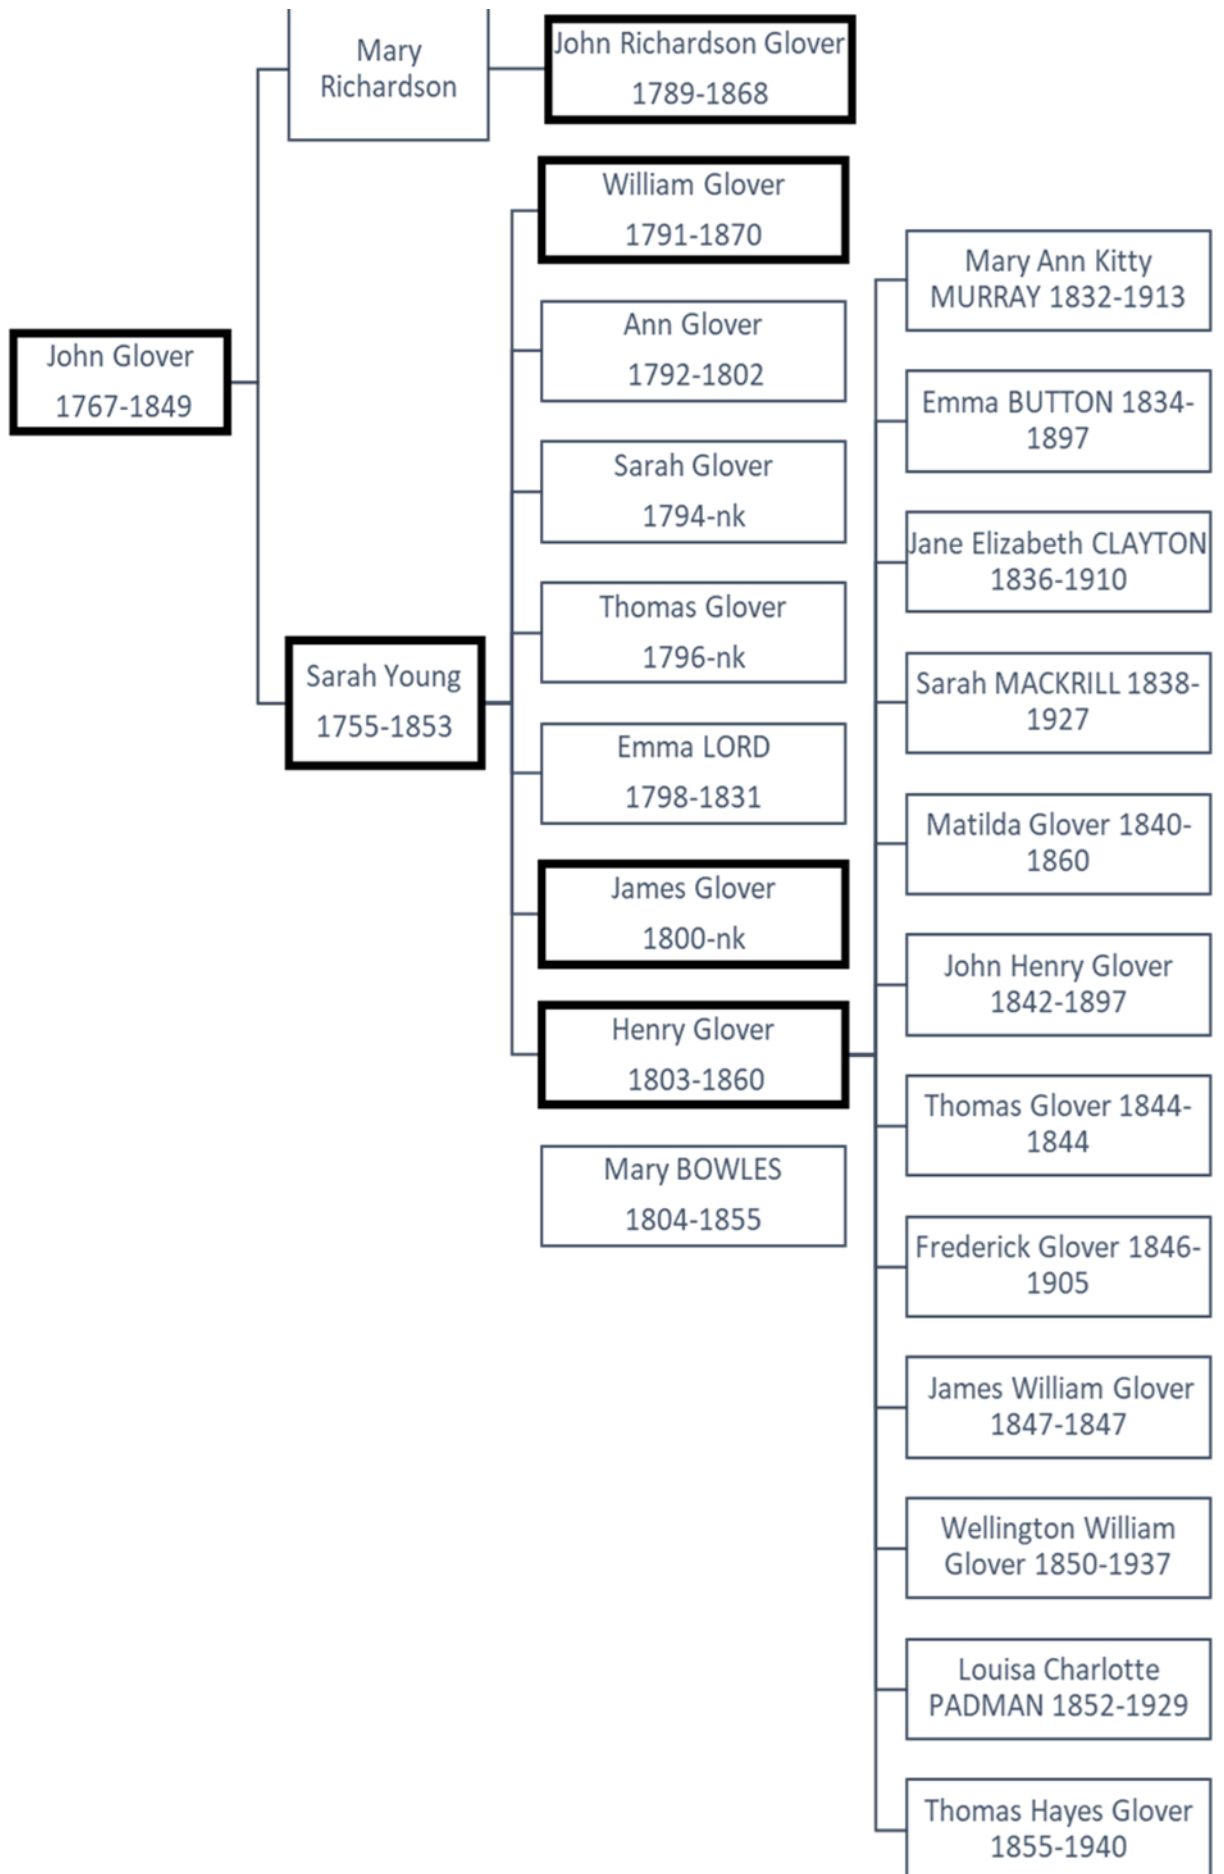 Mary
Richardson
John Richardson Glover
1789-1868
William Glover
1791-1870
Mary Ann Kitty
MURRAY 1832-1913
Ann Glover
1792-1802
John Glover
1767-1849
Emma BUTTON 1834-
1897
Sarah Glover
1794-nk
Jane Elizabeth CLAYTON
1836-1910
Thomas Glover
1796-nk
Sarah Young
1755-1853
Sarah MACKRILL 1838-
1927
Emma LORD
1798-1831
Matilda Glover 1840-
1860
James Glover
1800-nk
John Henry Glover
1842-1897
Henry Glover
1803-1860
Thomas Glover 1844-
1844
Mary BOWLES
1804-1855
Frederick Glover 1846-
1905
James William Glover
1847-1847
Wellington William
Glover 1850-1937
Louisa Charlotte
PADMAN 1852-1929
Thomas Hayes Glover
1855-1940